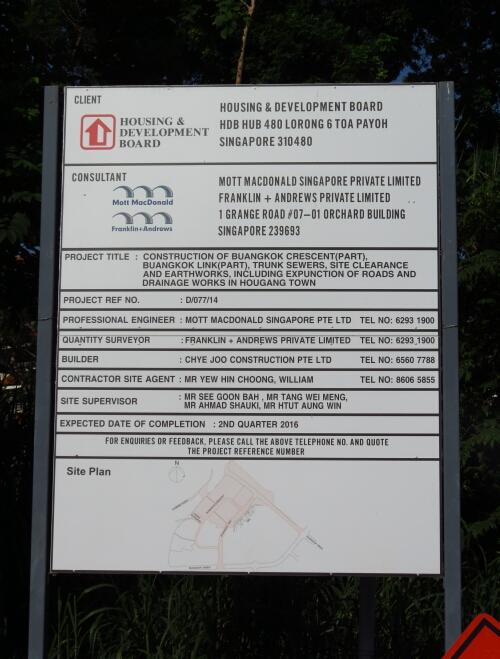 CLIENT
HOUSING &
DEVELOPMENT
BOARD
HOUSING & DEVELOPMENT BOARD
HDB HUB 480 LORONG 6 TOA PAYOH
SINGAPORE 310480
CONSULTANT
Mott MacDonald
Franklin+Andrews
MOTT MACDONALD SINGAPORE PRIVATE LIMITED
FRANKLIN + ANDREWS PRIVATE LIMITED
1 GRANGE ROAD #07-01 ORCHARD BUILDING
SINGAPORE 239693
PROJECT TITLE : CONSTRUCTION OF BUANGKOK CRESCENT(PART),
BUANGKOK LINK(PART), TRUNK SEWERS, SITE CLEARANCE
AND EARTHWORKS, INCLUDING EXPUNCTION OF ROADS AND
DRAINAGE WORKS IN HOUGANG TOWN
PROJECT REF NO. : D/077/14
PROFESSIONAL ENGINEER : MOTT MACDONALD SINGAPORE PTE LTD TEL NO: 6293 1900
QUANTITY SURVEYOR : FRANKLIN + ANDREWS PRIVATE LIMITED TEL NO: 6293 1900
BUILDER : CHYE JOO CONSTRUCTION PTE LTD TEL NO: 6560 7788
CONTRACTOR SITE AGENT : MR YEW HIN CHOONG, WILLIAM TEL NO: 8606 5855
SITE SUPERVISOR : MR SEE GOON BAH , MR TANG WEI MENG,
MR AHMAD SHAUKI, MR HTUT AUNG WIN
EXPECTED DATE OF COMPLETION : 2ND QUARTER 2016
FOR ENQUIRIES OR FEEDBACK, PLEASE CALL THE ABOVE TELEPHONE NO. AND QUOTE
THE PROJECT REFERENCE NUMBER
Site Plan
N